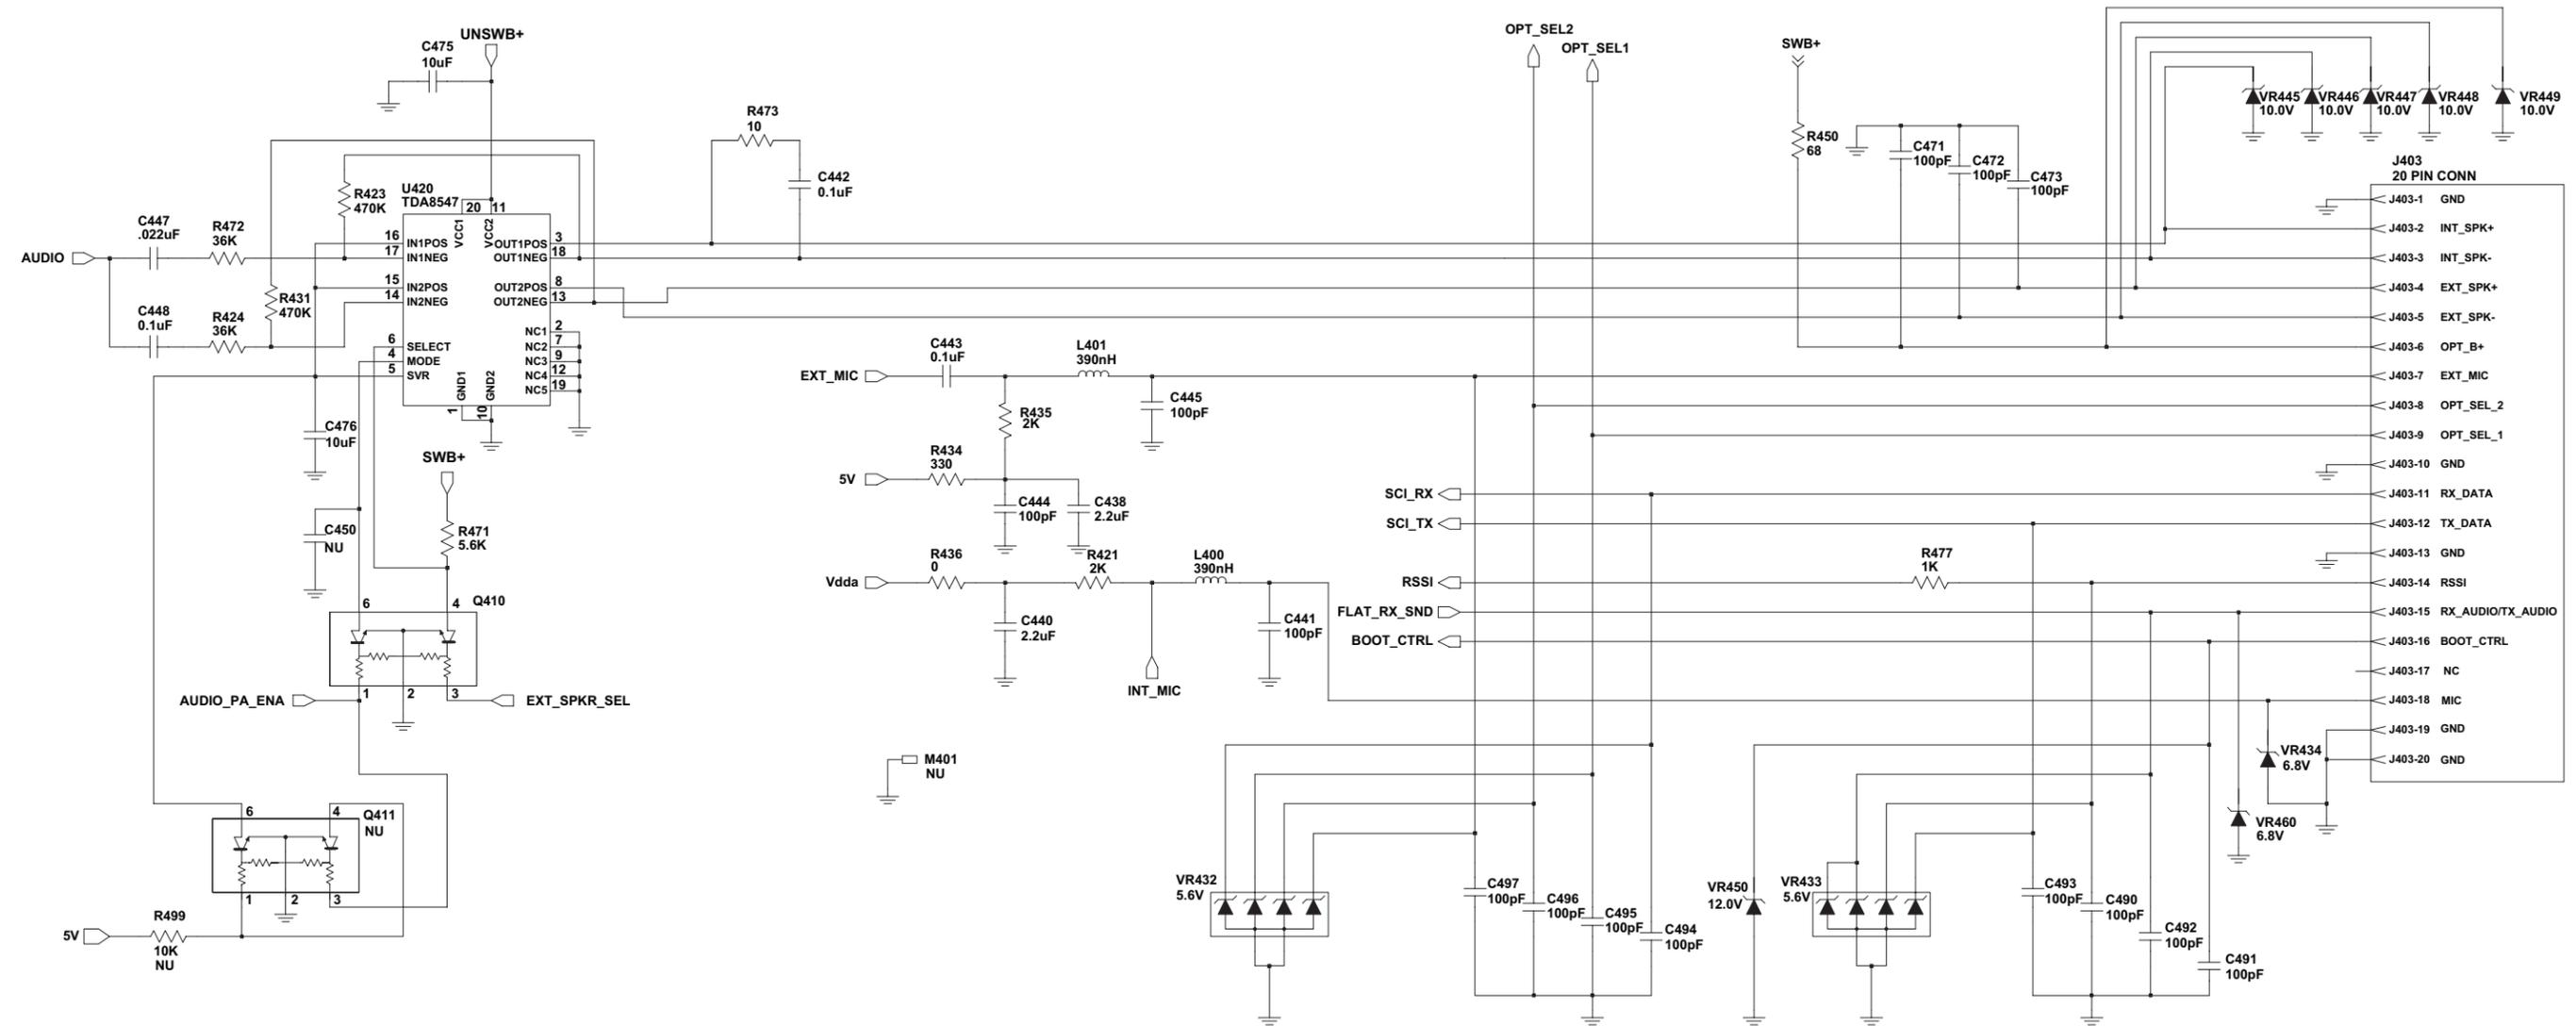 UNSWB+
C475
10uF
OPT_SEL2
OPT_SEL1
SWB+
VR445
10.0V
VR446
10.0V
VR447
10.0V
VR448
10.0V
VR449
10.0V
R473
10
C442
0.1uF
R450
68
C471
100pF
C472
100pF
C473
100pF
J403
20 PIN CONN
J403-1 GND
J403-2 INT_SPK+
J403-3 INT_SPK-
J403-4 EXT_SPK+
J403-5 EXT_SPK-
J403-6 OPT_B+
J403-7 EXT_MIC
J403-8 OPT_SEL_2
J403-9 OPT_SEL_1
J403-10 GND
J403-11 RX_DATA
J403-12 TX_DATA
J403-13 GND
J403-14 RSSI
J403-15 RX_AUDIO/TX_AUDIO
J403-16 BOOT_CTRL
J403-17 NC
J403-18 MIC
J403-19 GND
J403-20 GND
R423
470K
U420
TDA8547
20 11
VCC1
VCC2
16 IN1POS
17 IN1NEG
15 IN2POS
14 IN2NEG
6 SELECT
4 MODE
5 SVR
OUT1POS 3
OUT1NEG 18
OUT2POS 8
OUT2NEG 13
NC1 2
NC2 7
NC3 9
NC4 12
NC5 19
GND1
GND2
1
10
AUDIO
C447
.022uF
R472
36K
C448
0.1uF
R424
36K
R431
470K
C476
10uF
SWB+
C450
NU
R471
5.6K
6
4
Q410
1
2
3
AUDIO_PA_ENA
EXT_SPKR_SEL
6
4
Q411
NU
1
2
3
5V
R499
10K
NU
EXT_MIC
C443
0.1uF
L401
390nH
R435
2K
C445
100pF
5V
R434
330
C444
100pF
C438
2.2uF
Vdda
R436
0
R421
2K
L400
390nH
C440
2.2uF
C441
100pF
INT_MIC
M401
NU
SCI_RX
SCI_TX
RSSI
FLAT_RX_SND
BOOT_CTRL
R477
1K
VR434
6.8V
VR460
6.8V
VR432
5.6V
C497
100pF
C496
100pF
C495
100pF
C494
100pF
VR450
12.0V
VR433
5.6V
C493
100pF
C490
100pF
C492
100pF
C491
100pF